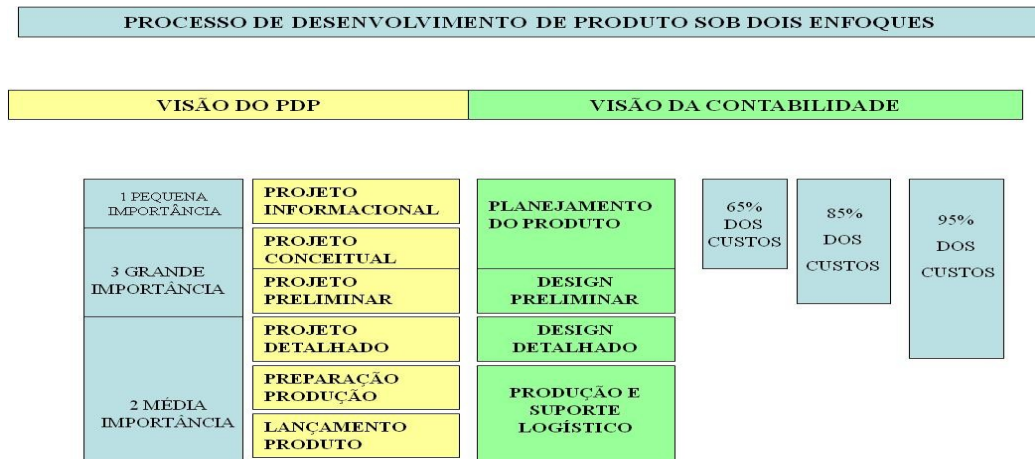 PROCESSO DE DESENVOLVIMENTO DE PRODUTO SOB DOIS ENFOQUES
VISÃO DO PDP
VISÃO DA CONTABILIDADE
1 PEQUENA
IMPORTÂNCIA
3 GRANDE
IMPORTÂNCIA
2 MÉDIA
IMPORTÂNCIA
PROJETO
INFORMACIONAL
PROJETO
CONCEITUAL
PROJETO
PRELIMINAR
PROJETO
DETALHADO
PREPARAÇÃO
PRODUÇÃO
LANÇAMENTO
PRODUTO
PLANEJAMENTO
DO PRODUTO
DESIGN
PRELIMINAR
DESIGN
DETALHADO
PRODUÇÃO E
SUPORTE
LOGÍSTICO
65%
DOS
CUSTOS
85%
DOS
CUSTOS
95%
DOS
CUSTOS